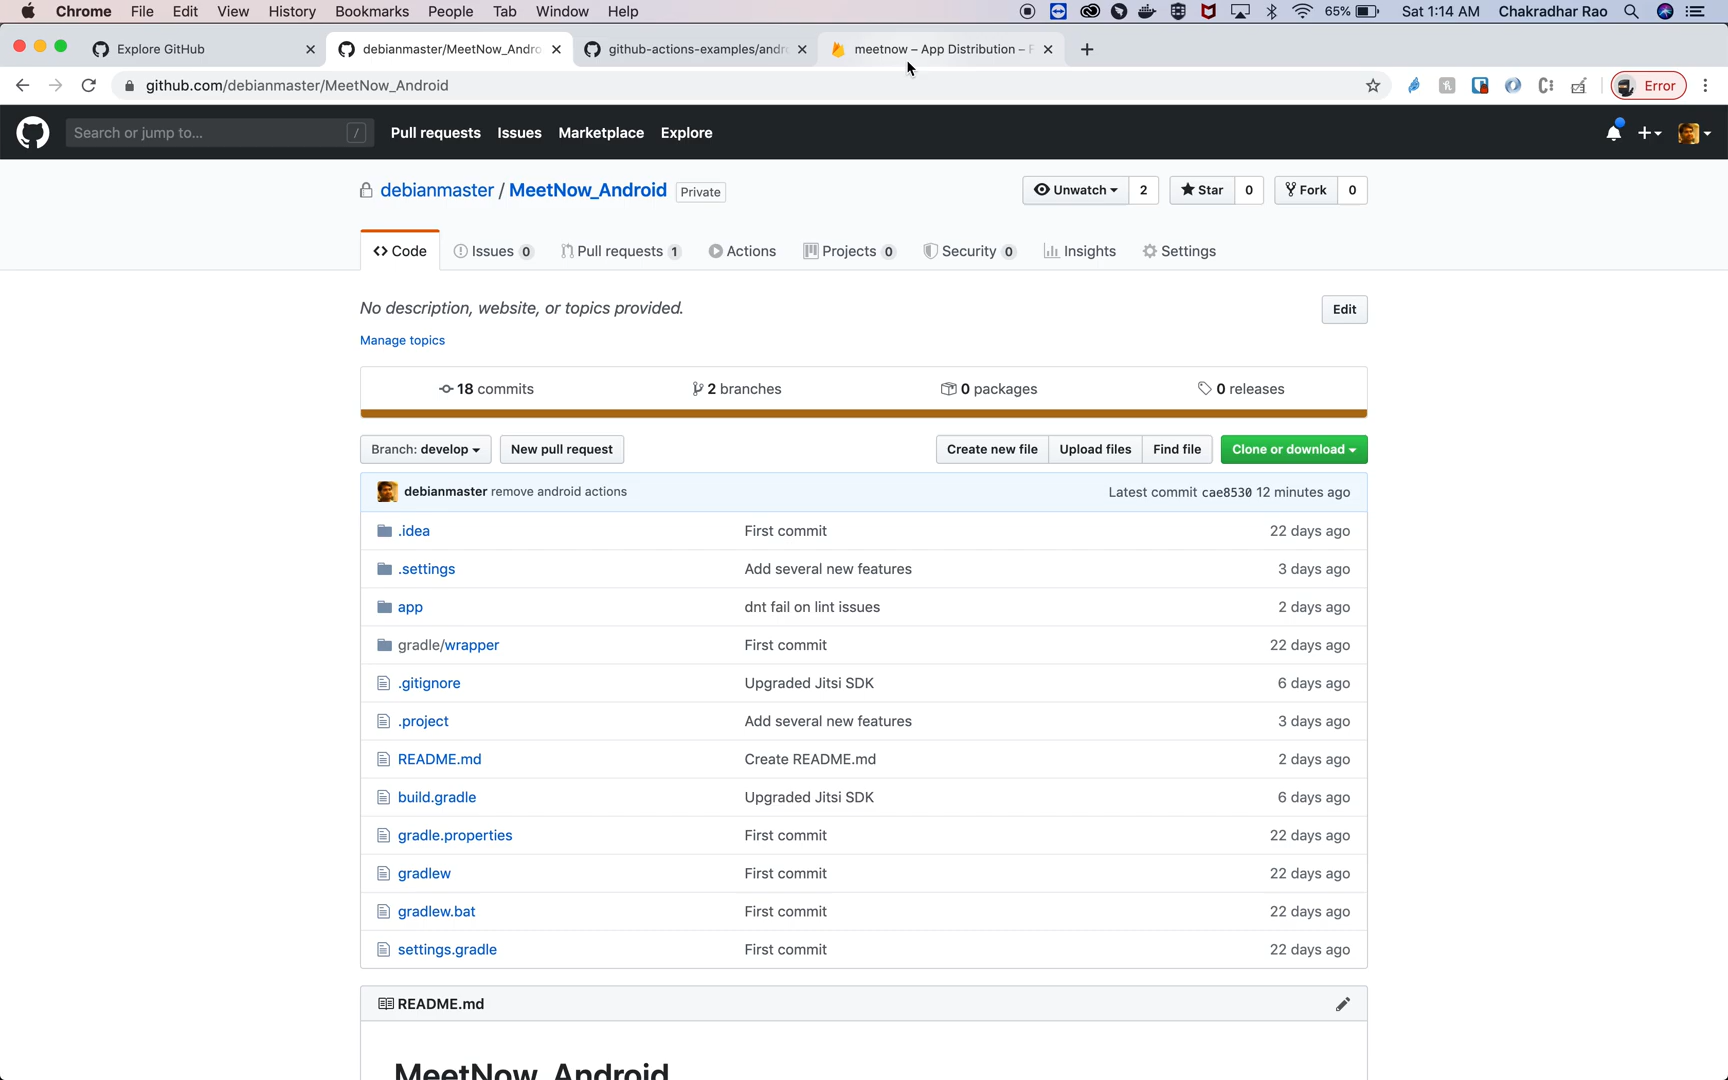 Chrome File Edit View History Bookmarks People Tab Window Help 65% Sat 1:14 AM Chakradhar Rao
Explore GitHub
debianmaster/MeetNow_Andro
github-actions-examples/andr
meetnow – App Distribution – F
github.com/debianmaster/MeetNow_Android
Error
Search or jump to... /
Pull requests Issues Marketplace Explore
debianmaster / MeetNow_Android Private
Unwatch 2 Star 0 Fork 0
Code Issues 0 Pull requests 1 Actions Projects 0 Security 0 Insights Settings
No description, website, or topics provided.
Edit
Manage topics
18 commits 2 branches 0 packages 0 releases
Branch: develop New pull request Create new file Upload files Find file Clone or download
debianmaster remove android actions Latest commit cae8530 12 minutes ago
.idea First commit 22 days ago
.settings Add several new features 3 days ago
app dnt fail on lint issues 2 days ago
gradle/wrapper First commit 22 days ago
.gitignore Upgraded Jitsi SDK 6 days ago
.project Add several new features 3 days ago
README.md Create README.md 2 days ago
build.gradle Upgraded Jitsi SDK 6 days ago
gradle.properties First commit 22 days ago
gradlew First commit 22 days ago
gradlew.bat First commit 22 days ago
settings.gradle First commit 22 days ago
README.md
MeetNow_Android